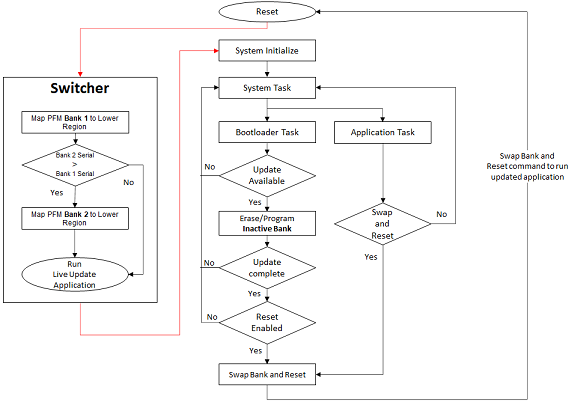 Reset
System Initialize
Switcher
System Task
Map PFM Bank 1 to Lower
Region
Bootloader Task
Application Task
Bank 2 Serial
>
Bank 1 Serial
No
Yes
Update
Available
No
Yes
Swap Bank and
Reset command to run
updated application
Map PFM Bank 2 to Lower
Region
Erase/Program
Inactive Bank
Swap
and
Reset
No
Yes
Run
Live Update
Application
Update
complete
No
Yes
Reset
Enabled
No
Yes
Swap Bank and Reset